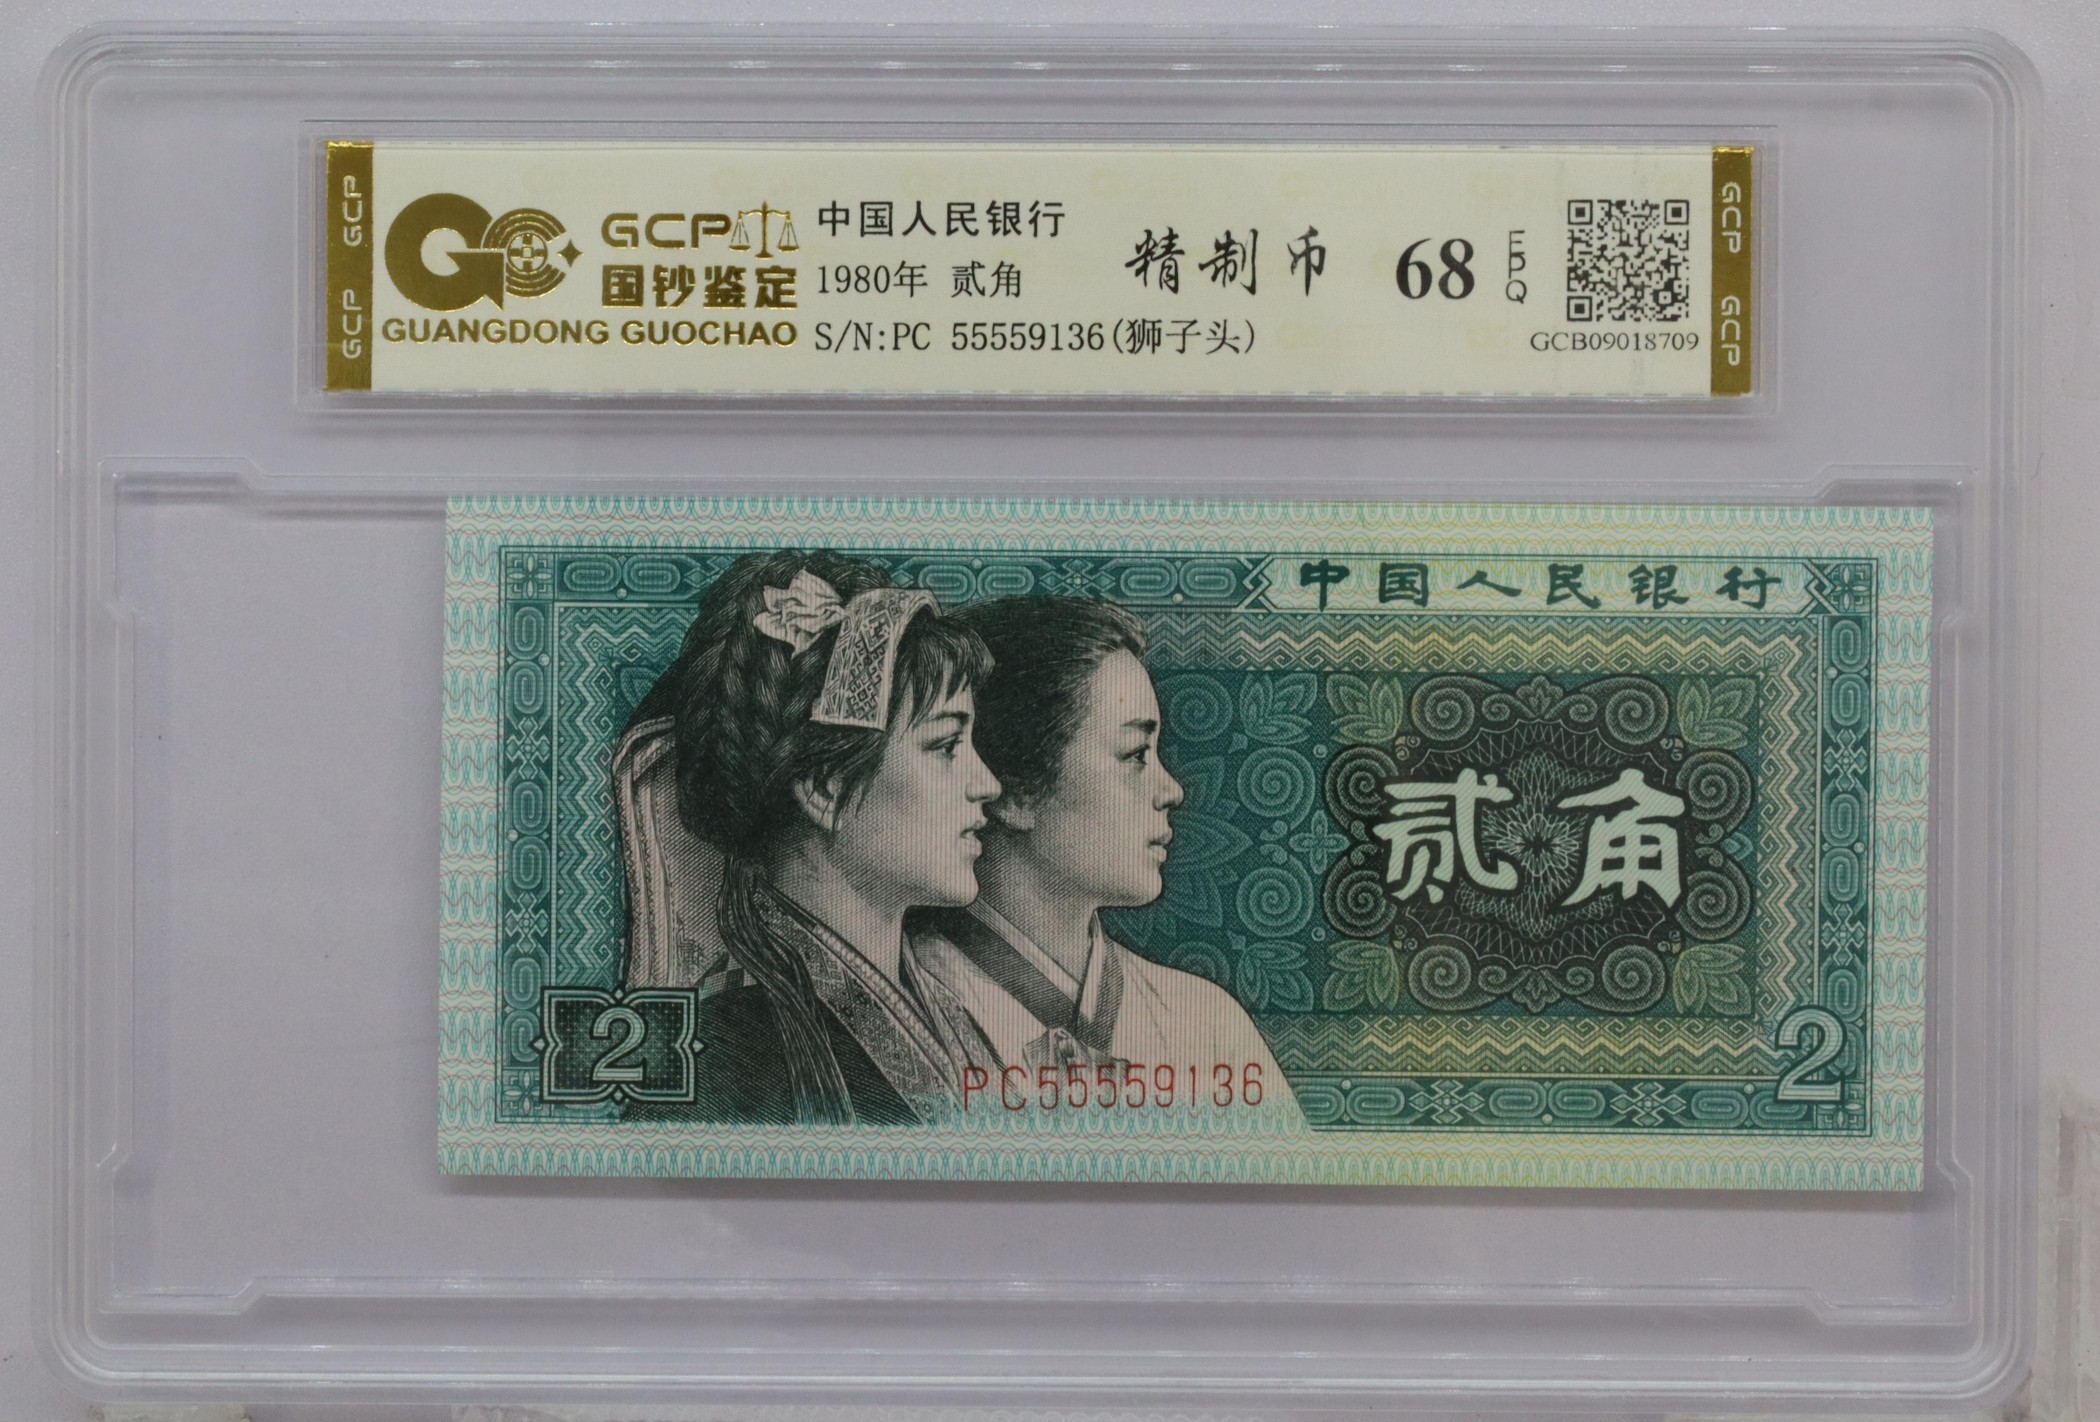 GCP GCP
GCP
国钞鉴定
GUANGDONG GUOCHAO
中国人民银行
1980年 贰角
S/N:PC 55559136(狮子头)
精制币
68
EPQ
GCB09018709
GCP GCP
中国人民银行
贰角
2
PC55559136
2